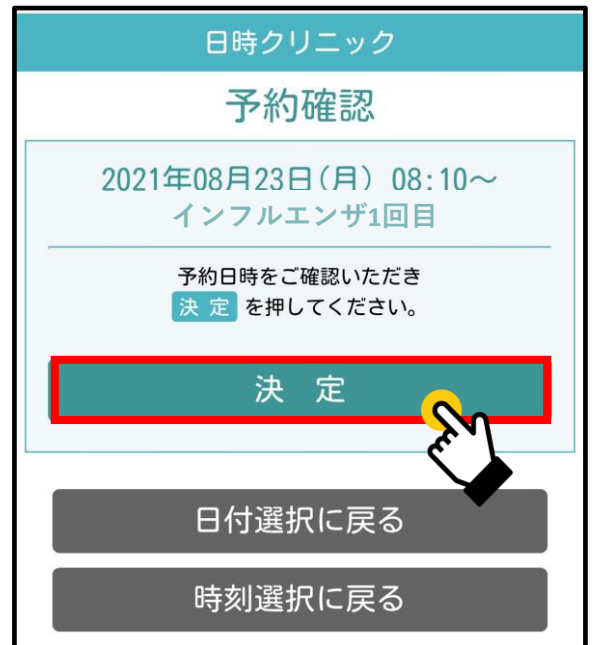 日時クリニック
予約確認
2021年08月23日(月) 08:10～
インフルエンザ1回目
予約日時をご確認いただき
決 定 を押してください。
決 定
日付選択に戻る
時刻選択に戻る